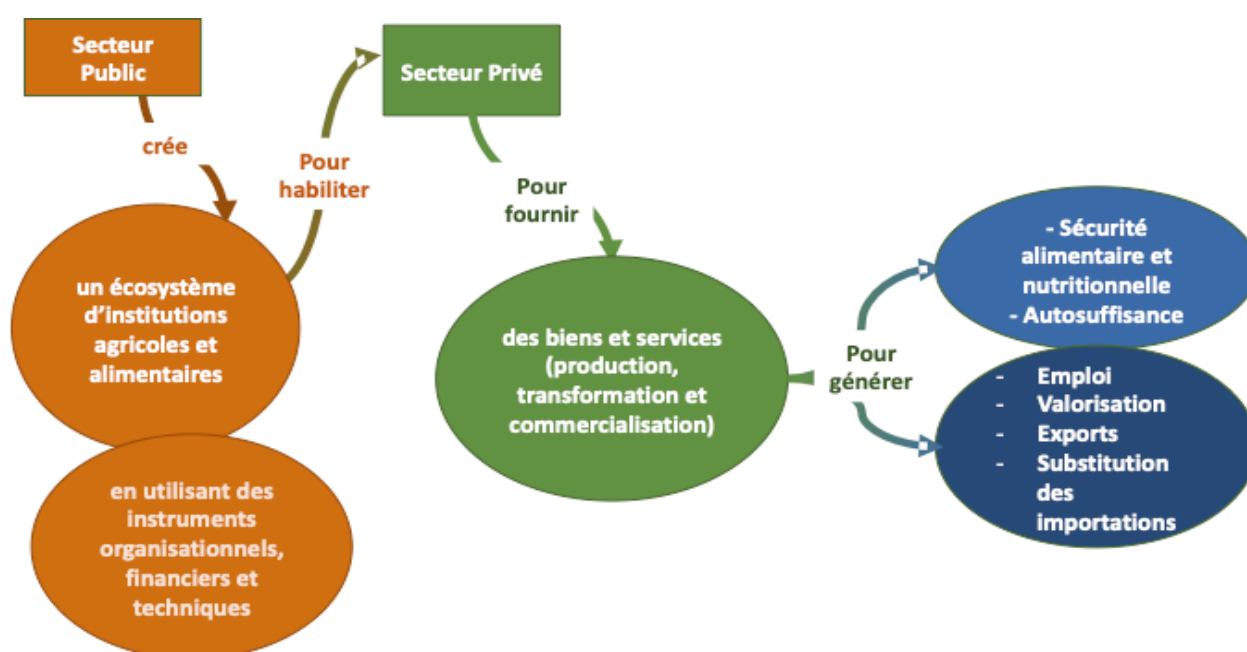 Secteur
Public
crée
un écosystème
d'institutions
agricoles et
alimentaires
en utilisant des
instruments
organisationnels,
financiers et
techniques
Pour
habiliter
Secteur Privé
Pour
fournir
des biens et services
(production,
transformation et
commercialisation)
Pour
générer
- Sécurité
alimentaire et
nutritionnelle
- Autosuffisance
- Emploi
- Valorisation
- Exports
- Substitution
des
importations